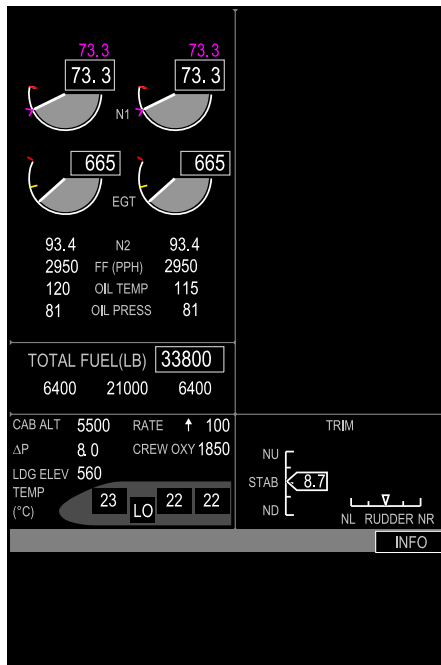 73.3 73.3
73.3 73.3
N1
665 665
EGT
93.4 N2 93.4
2950 FF (PPH) 2950
120 OIL TEMP 115
81 OIL PRESS 81
TOTAL FUEL(LB) 33800
6400 21000 6400
CAB ALT 5500 RATE ↑ 100
ΔP 8.0 CREW OXY 1850
LDG ELEV 560
TEMP
(°C) 23 LO 22 22
TRIM
NU
STAB 8.7
ND
NL RUDDER NR
INFO